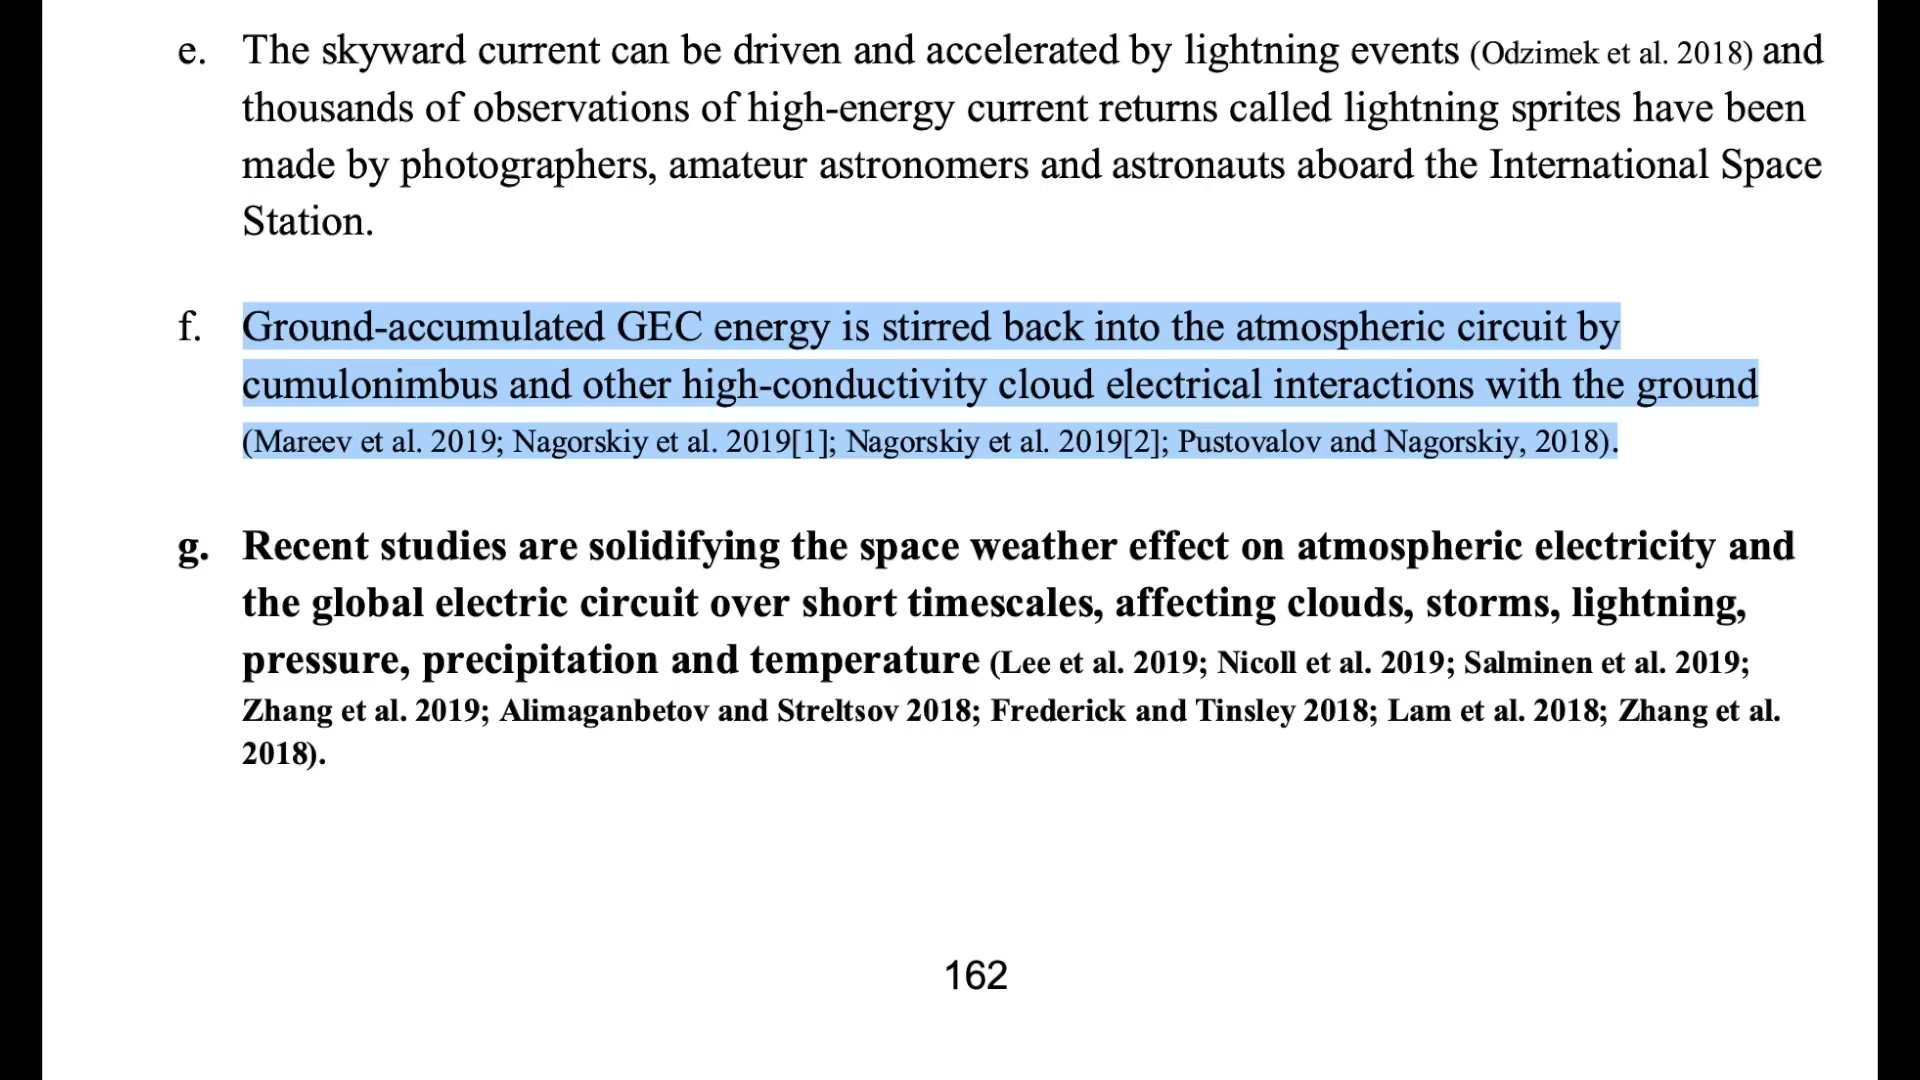 e. The skyward current can be driven and accelerated by lightning events (Odzimek et al. 2018) and
thousands of observations of high-energy current returns called lightning sprites have been
made by photographers, amateur astronomers and astronauts aboard the International Space
Station.
f. Ground-accumulated GEC energy is stirred back into the atmospheric circuit by
cumulonimbus and other high-conductivity cloud electrical interactions with the ground
(Mareev et al. 2019; Nagorskiy et al. 2019[1]; Nagorskiy et al. 2019[2]; Pustovalov and Nagorskiy, 2018).
g. Recent studies are solidifying the space weather effect on atmospheric electricity and
the global electric circuit over short timescales, affecting clouds, storms, lightning,
pressure, precipitation and temperature (Lee et al. 2019; Nicoll et al. 2019; Salminen et al. 2019;
Zhang et al. 2019; Alimaganbetov and Streltsov 2018; Frederick and Tinsley 2018; Lam et al. 2018; Zhang et al.
2018).
162